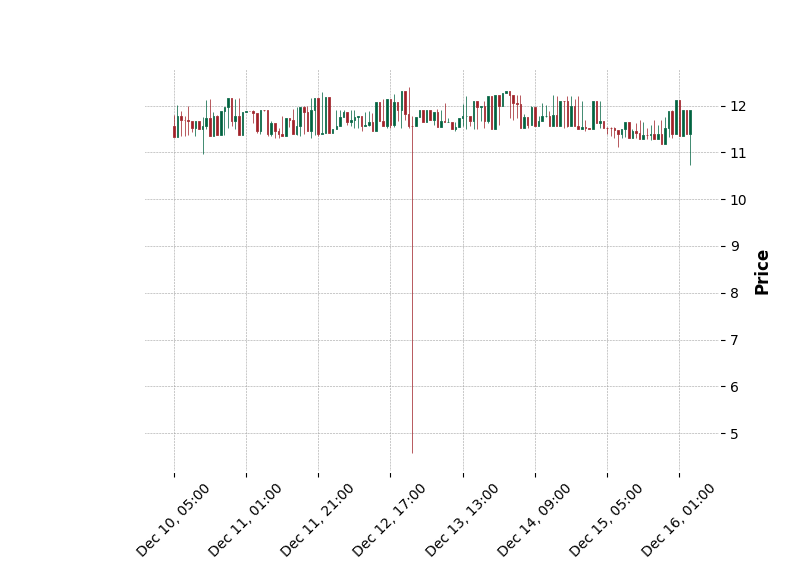 12
11
10
9
8
7
6
5
Price
Dec 10, 05:00
Dec 11, 01:00
Dec 11, 21:00
Dec 12, 17:00
Dec 13, 13:00
Dec 14, 09:00
Dec 15, 05:00
Dec 16, 01:00